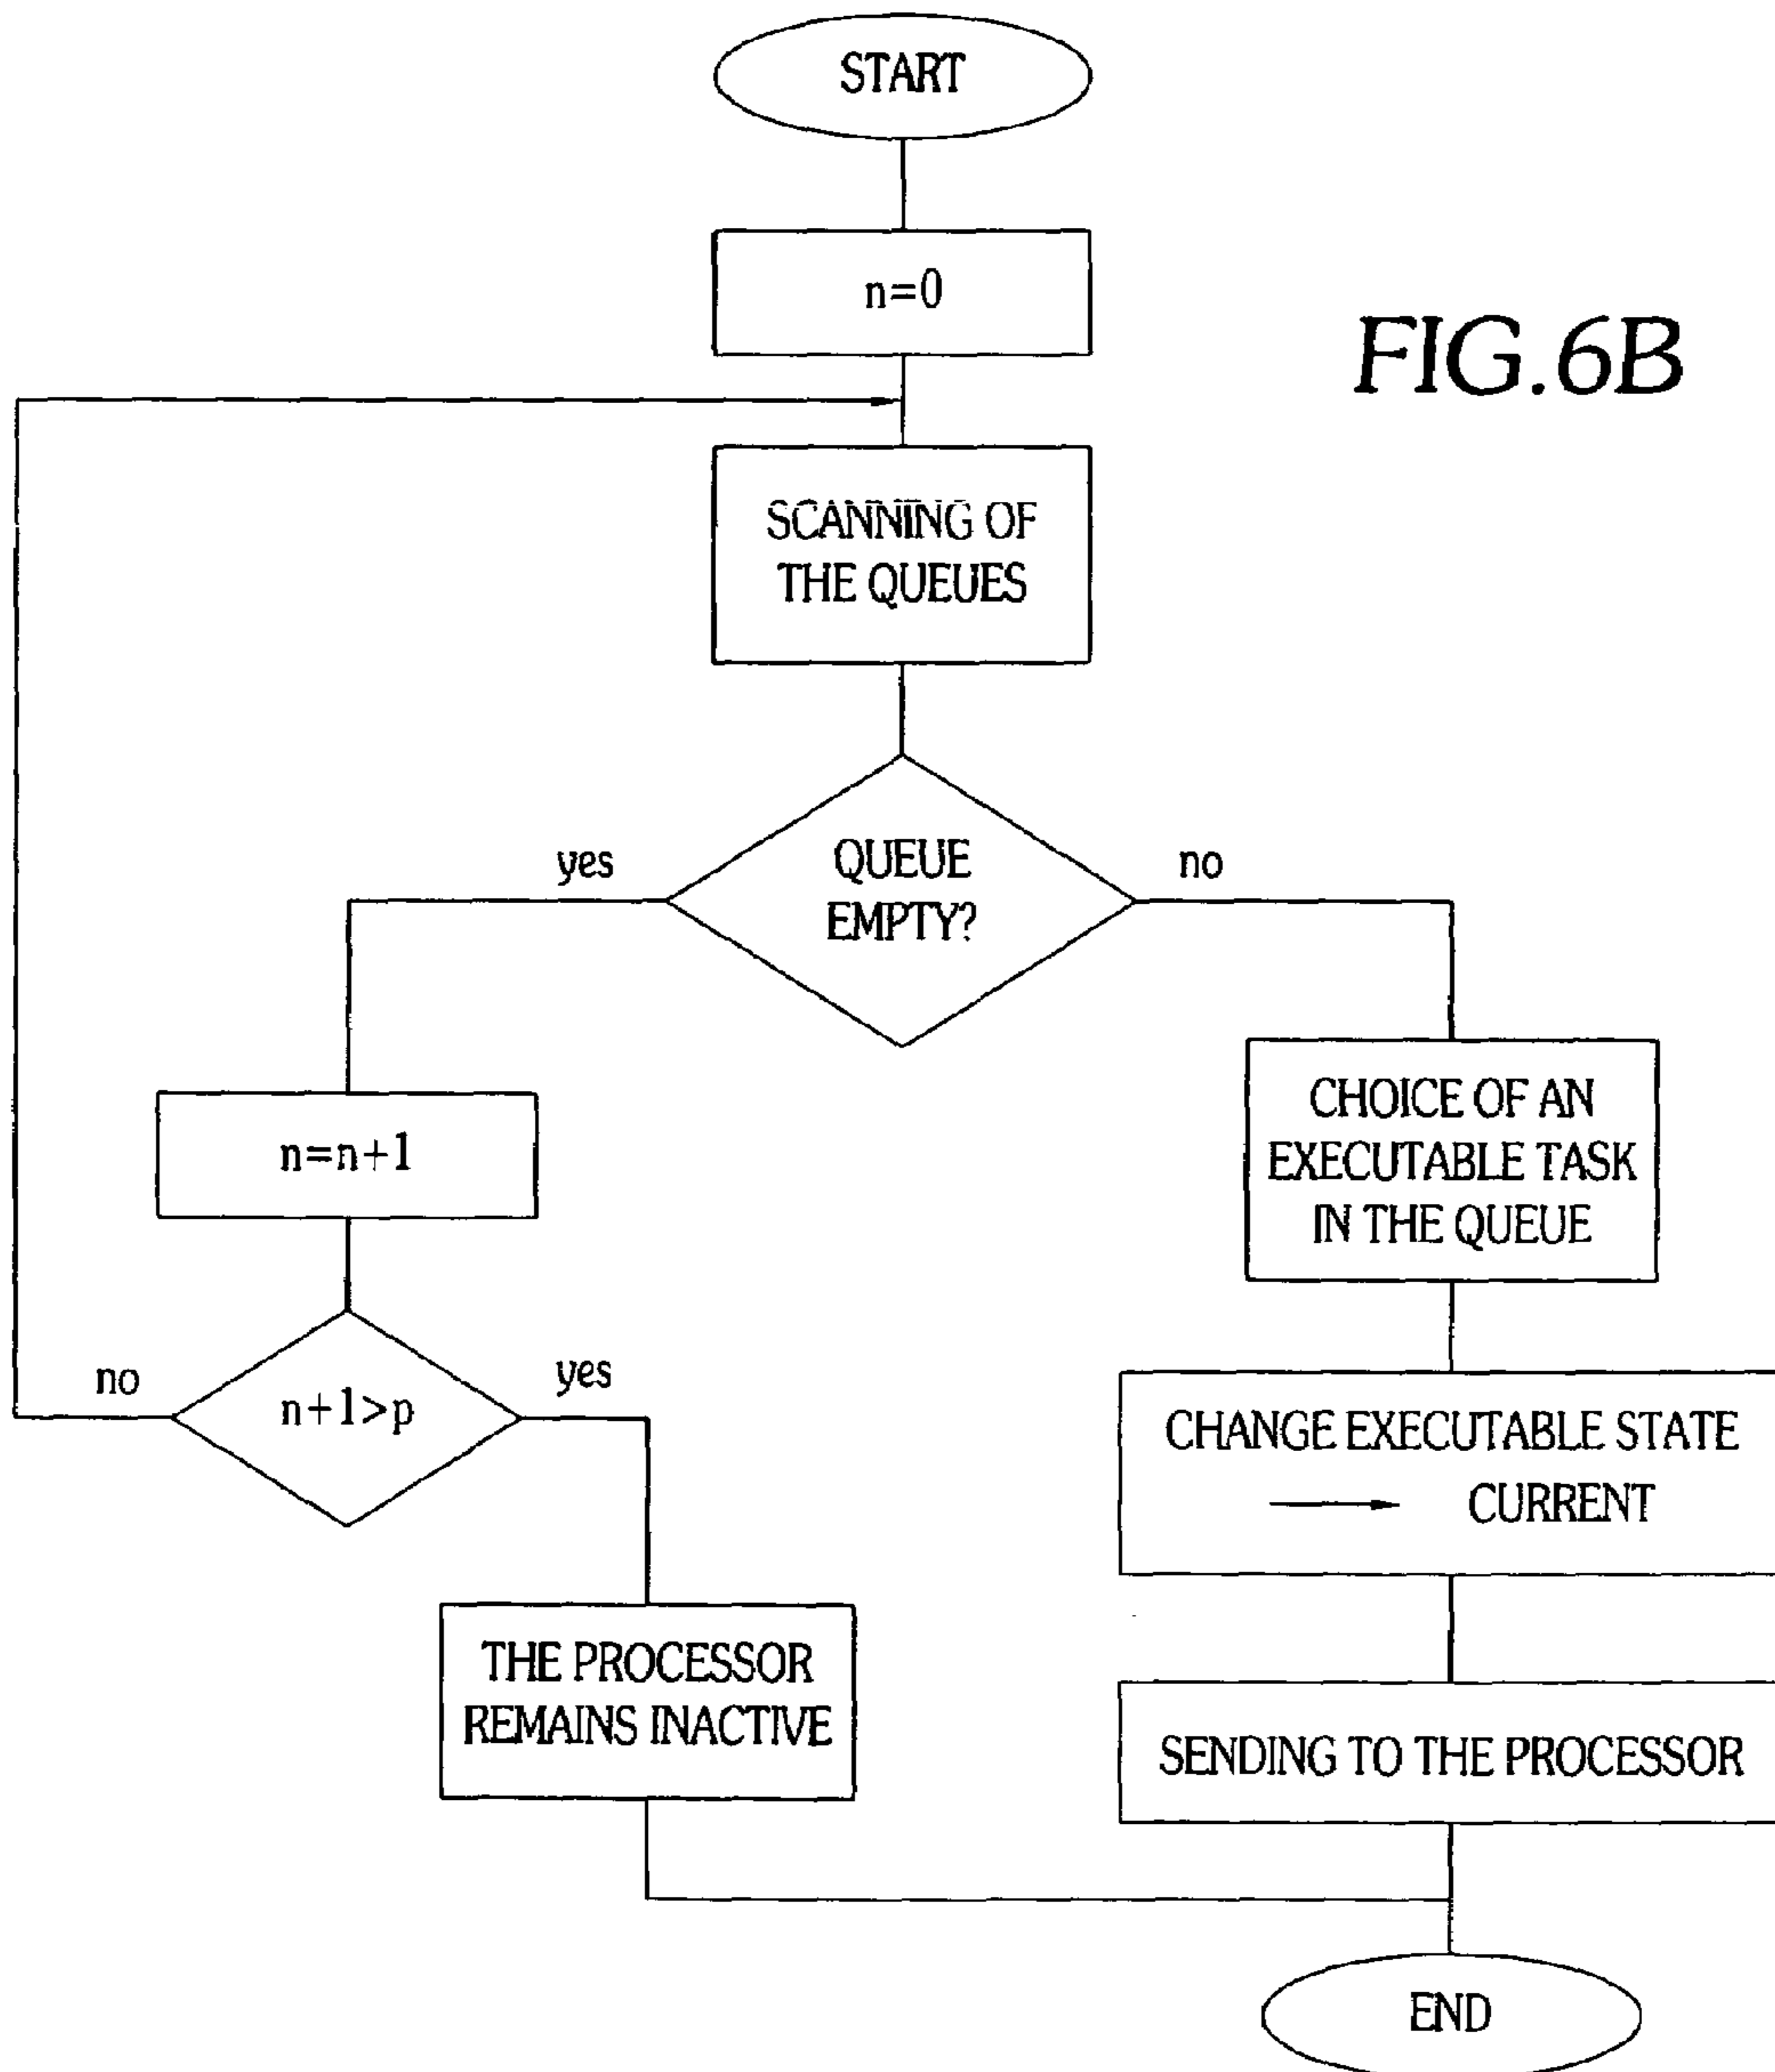 START
n=0
FIG.6B
SCANNING OF
THE QUEUES
yes
QUEUE
EMPTY?
no
n=n+1
CHOICE OF AN
EXECUTABLE TASK
IN THE QUEUE
no
n+1>p
yes
CHANGE EXECUTABLE STATE
CURRENT
THE PROCESSOR
REMAINS INACTIVE
SENDING TO THE PROCESSOR
END